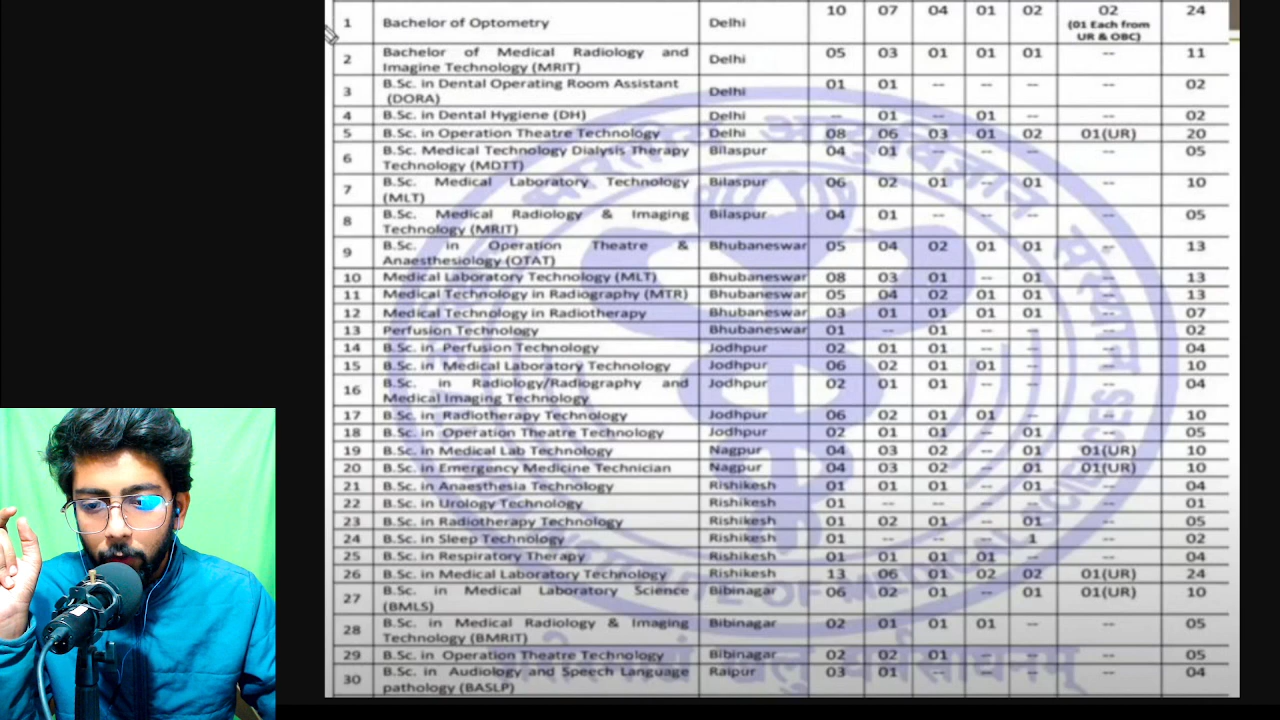 1 Bachelor of Optometry Delhi 10 07 04 01 02 02 24
(01 Each from
UR & OBC)
2 Bachelor of Medical Radiology and Delhi 05 03 01 01 01 -- 11
Imagine Technology (MRIT)
3 B.Sc. in Dental Operating Room Assistant Delhi 01 01 -- -- -- -- 02
(DORA)
4 B.Sc. in Dental Hygiene (DH) Delhi -- 01 -- 01 -- -- 02
5 B.Sc. in Operation Theatre Technology Delhi 08 06 03 01 02 01(UR) 20
6 B.Sc. Medical Technology Dialysis Therapy Bilaspur 04 01 -- -- -- -- 05
Technology (MDTT)
7 B.Sc. Medical Laboratory Technology Bilaspur 06 02 01 -- 01 -- 10
(MLT)
8 B.Sc. Medical Radiology & Imaging Bilaspur 04 01 -- -- -- -- 05
Technology (MRIT)
9 B.Sc. in Operation Theatre & Bhubaneswar 05 04 02 01 01 -- 13
Anaesthesiology (OTAT)
10 Medical Laboratory Technology (MLT) Bhubaneswar 08 03 01 -- 01 -- 13
11 Medical Technology in Radiography (MTR) Bhubaneswar 05 04 02 01 01 -- 13
12 Medical Technology in Radiotherapy Bhubaneswar 03 01 01 01 01 -- 07
13 Perfusion Technology Bhubaneswar 01 -- 01 -- -- -- 02
14 B.Sc. in Perfusion Technology Jodhpur 02 01 01 -- -- -- 04
15 B.Sc. in Medical Laboratory Technology Jodhpur 06 02 01 01 -- -- 10
16 B.Sc. in Radiology/Radiography and Jodhpur 02 01 01 -- -- -- 04
Medical Imaging Technology
17 B.Sc. in Radiotherapy Technology Jodhpur 06 02 01 01 -- -- 10
18 B.Sc. in Operation Theatre Technology Jodhpur 02 01 01 -- 01 -- 05
19 B.Sc. in Medical Lab Technology Nagpur 04 03 02 -- 01 01(UR) 10
20 B.Sc. in Emergency Medicine Technician Nagpur 04 03 02 -- 01 01(UR) 10
21 B.Sc. in Anaesthesia Technology Rishikesh 01 01 01 -- 01 -- 04
22 B.Sc. in Urology Technology Rishikesh 01 -- -- -- -- -- 01
23 B.Sc. in Radiotherapy Technology Rishikesh 01 02 01 -- 01 -- 05
24 B.Sc. in Sleep Technology Rishikesh 01 -- -- -- 1 -- 02
25 B.Sc. in Respiratory Therapy Rishikesh 01 01 01 01 -- -- 04
26 B.Sc. in Medical Laboratory Technology Rishikesh 13 06 01 02 02 01(UR) 24
27 B.Sc. in Medical Laboratory Science Bibinagar 06 02 01 -- 01 01(UR) 10
(BMLS)
28 B.Sc. in Medical Radiology & Imaging Bibinagar 02 01 01 01 -- -- 05
Technology (BMRIT)
29 B.Sc. in Operation Theatre Technology Bibinagar 02 02 01 -- -- -- 05
30 B.Sc. in Audiology and Speech Language Raipur 03 01 -- -- -- -- 04
pathology (BASLP)